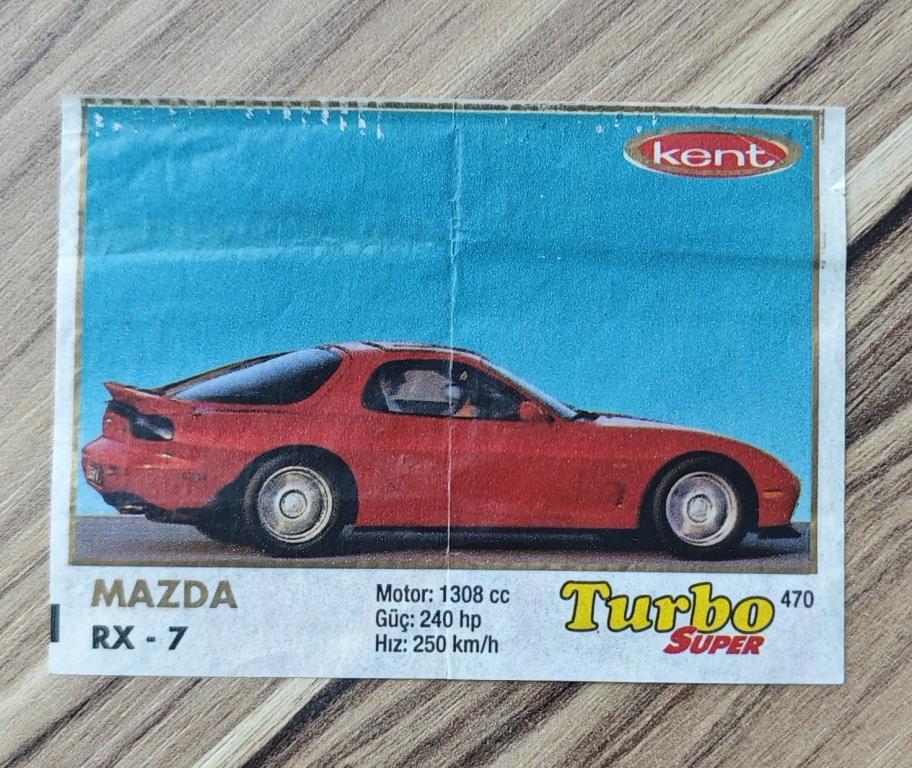 kent
MAZDA
RX - 7
Motor: 1308 cc
Güç: 240 hp
Hız: 250 km/h
Turbo
SUPER
470